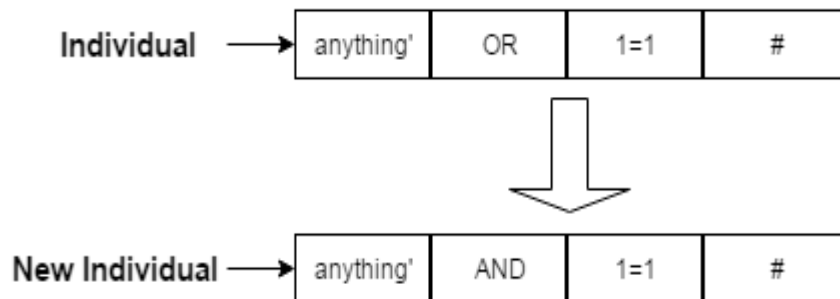 Individual anything' OR 1=1 #
New Individual anything' AND 1=1 #